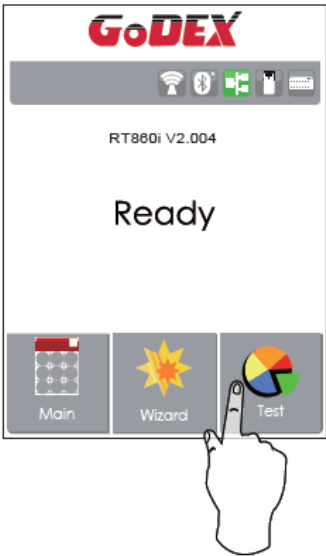 GoDEX
RT860i V2.004
Ready
Main
Wizard
Test